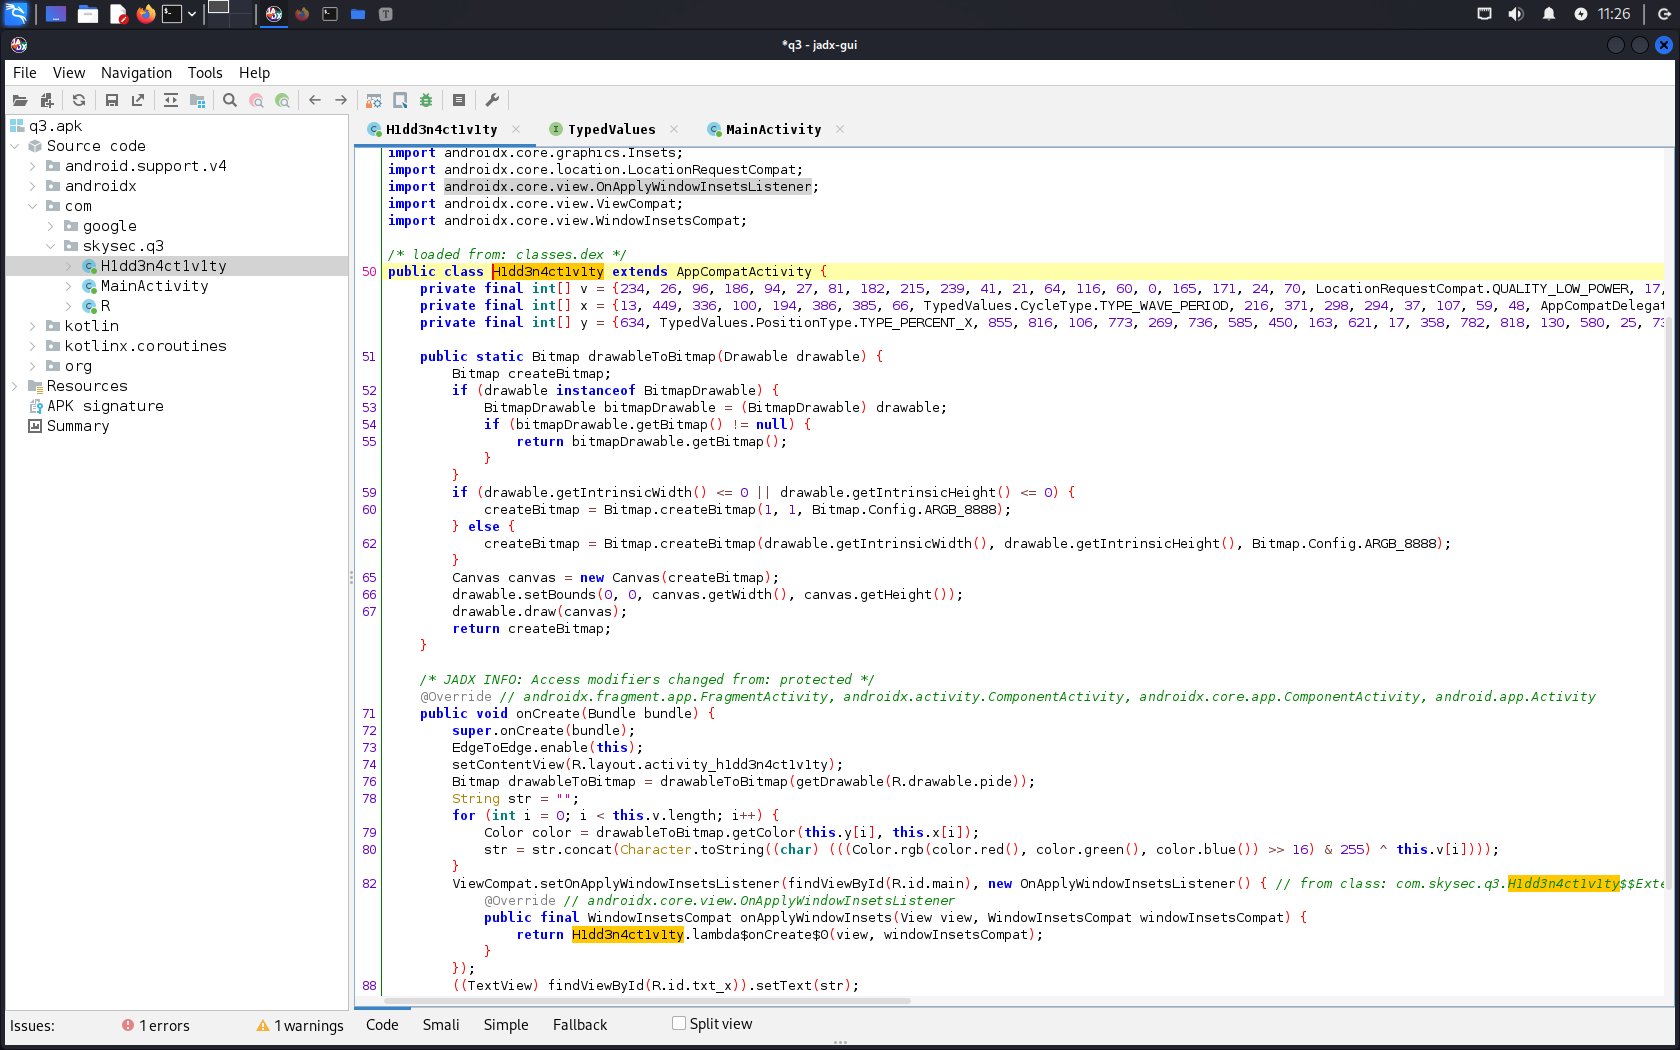 11:26
*q3 - jadx-gui
File View Navigation Tools Help
q3.apk
Source code
android.support.v4
androidx
com
google
skysec.q3
H1dd3n4ct1v1ty
MainActivity
R
kotlin
kotlinx.coroutines
org
Resources
APK signature
Summary
H1dd3n4ct1v1ty TypedValues MainActivity
import androidx.core.graphics.Insets;
import androidx.core.location.LocationRequestCompat;
import androidx.core.view.OnApplyWindowInsetsListener;
import androidx.core.view.ViewCompat;
import androidx.core.view.WindowInsetsCompat;
/* loaded from: classes.dex */
50 public class H1dd3n4ct1v1ty extends AppCompatActivity {
private final int[] v = {234, 26, 96, 186, 94, 27, 81, 182, 215, 239, 41, 21, 64, 116, 60, 0, 165, 171, 24, 70, LocationRequestCompat.QUALITY_LOW_POWER, 17,
private final int[] x = {13, 449, 336, 100, 194, 386, 385, 66, TypedValues.CycleType.TYPE_WAVE_PERIOD, 216, 371, 298, 294, 37, 107, 59, 48, AppCompatDelegat
private final int[] y = {634, TypedValues.PositionType.TYPE_PERCENT_X, 855, 816, 106, 773, 269, 736, 585, 450, 163, 621, 17, 358, 782, 818, 130, 580, 25, 73
51 public static Bitmap drawableToBitmap(Drawable drawable) {
Bitmap createBitmap;
52 if (drawable instanceof BitmapDrawable) {
53 BitmapDrawable bitmapDrawable = (BitmapDrawable) drawable;
54 if (bitmapDrawable.getBitmap() != null) {
55 return bitmapDrawable.getBitmap();
}
}
59 if (drawable.getIntrinsicWidth() <= 0 || drawable.getIntrinsicHeight() <= 0) {
60 createBitmap = Bitmap.createBitmap(1, 1, Bitmap.Config.ARGB_8888);
} else {
62 createBitmap = Bitmap.createBitmap(drawable.getIntrinsicWidth(), drawable.getIntrinsicHeight(), Bitmap.Config.ARGB_8888);
}
65 Canvas canvas = new Canvas(createBitmap);
66 drawable.setBounds(0, 0, canvas.getWidth(), canvas.getHeight());
67 drawable.draw(canvas);
return createBitmap;
}
/* JADX INFO: Access modifiers changed from: protected */
@Override // androidx.fragment.app.FragmentActivity, androidx.activity.ComponentActivity, androidx.core.app.ComponentActivity, android.app.Activity
71 public void onCreate(Bundle bundle) {
72 super.onCreate(bundle);
73 EdgeToEdge.enable(this);
74 setContentView(R.layout.activity_h1dd3n4ct1v1ty);
76 Bitmap drawableToBitmap = drawableToBitmap(getDrawable(R.drawable.pide));
78 String str = "";
for (int i = 0; i < this.v.length; i++) {
79 Color color = drawableToBitmap.getColor(this.y[i], this.x[i]);
80 str = str.concat(Character.toString((char) (((Color.rgb(color.red(), color.green(), color.blue()) >> 16) & 255) ^ this.v[i])));
}
82 ViewCompat.setOnApplyWindowInsetsListener(findViewById(R.id.main), new OnApplyWindowInsetsListener() { // from class: com.skysec.q3.H1dd3n4ct1v1ty$$Exte
@Override // androidx.core.view.OnApplyWindowInsetsListener
public final WindowInsetsCompat onApplyWindowInsets(View view, WindowInsetsCompat windowInsetsCompat) {
return H1dd3n4ct1v1ty.lambda$onCreate$0(view, windowInsetsCompat);
}
});
88 ((TextView) findViewById(R.id.txt_x)).setText(str);
Issues: 1 errors 1 warnings Code Smali Simple Fallback Split view